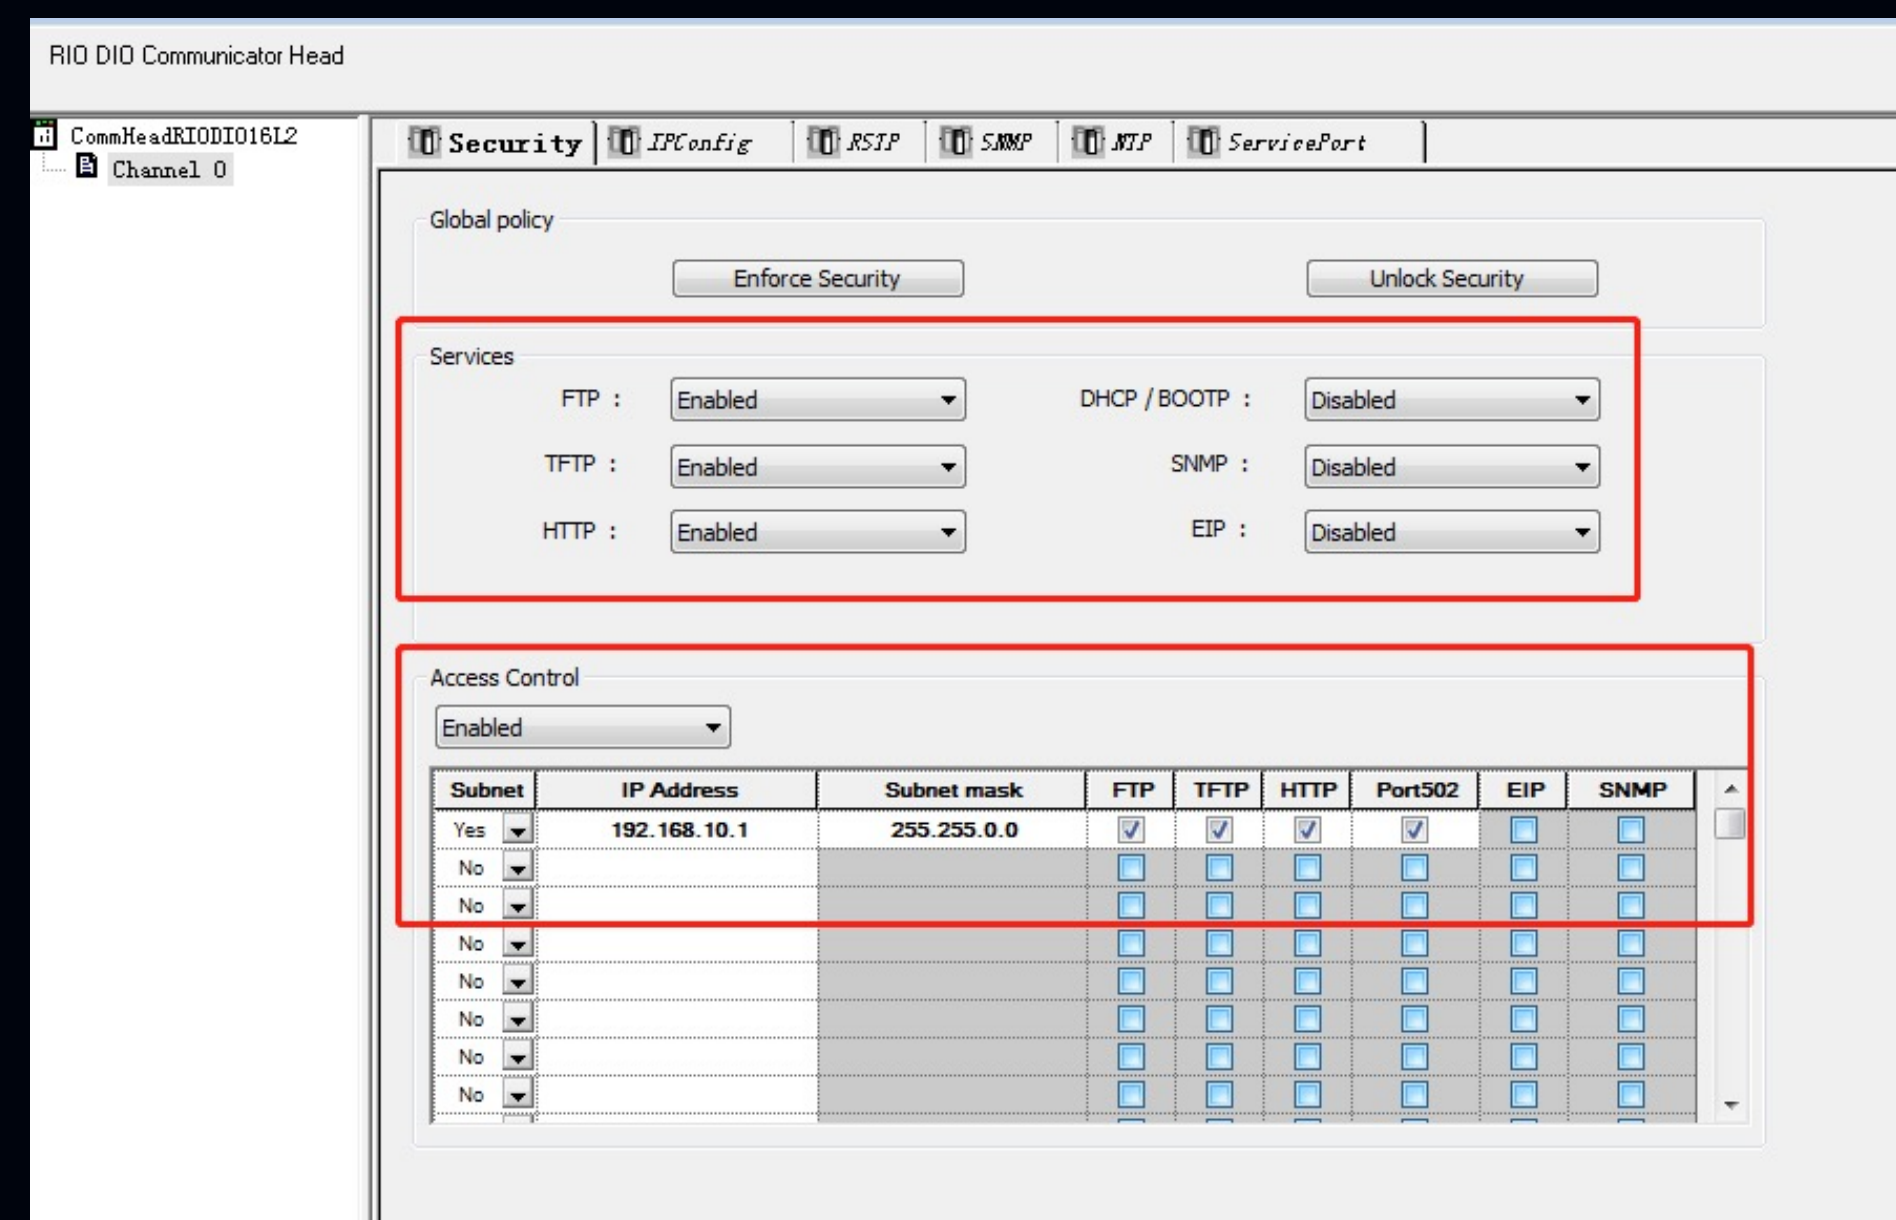 RIO DIO Communicator Head
CommHeadRIODIO16L2
Channel 0
Security IPConfig RSTP SNMP NTP ServicePort
Global policy
Enforce Security Unlock Security
Services
FTP : Enabled DHCP / BOOTP : Disabled
TFTP : Enabled SNMP : Disabled
HTTP : Enabled EIP : Disabled
Access Control
Enabled
Subnet IP Address Subnet mask FTP TFTP HTTP Port502 EIP SNMP
Yes 192.168.10.1 255.255.0.0
No
No
No
No
No
No
No